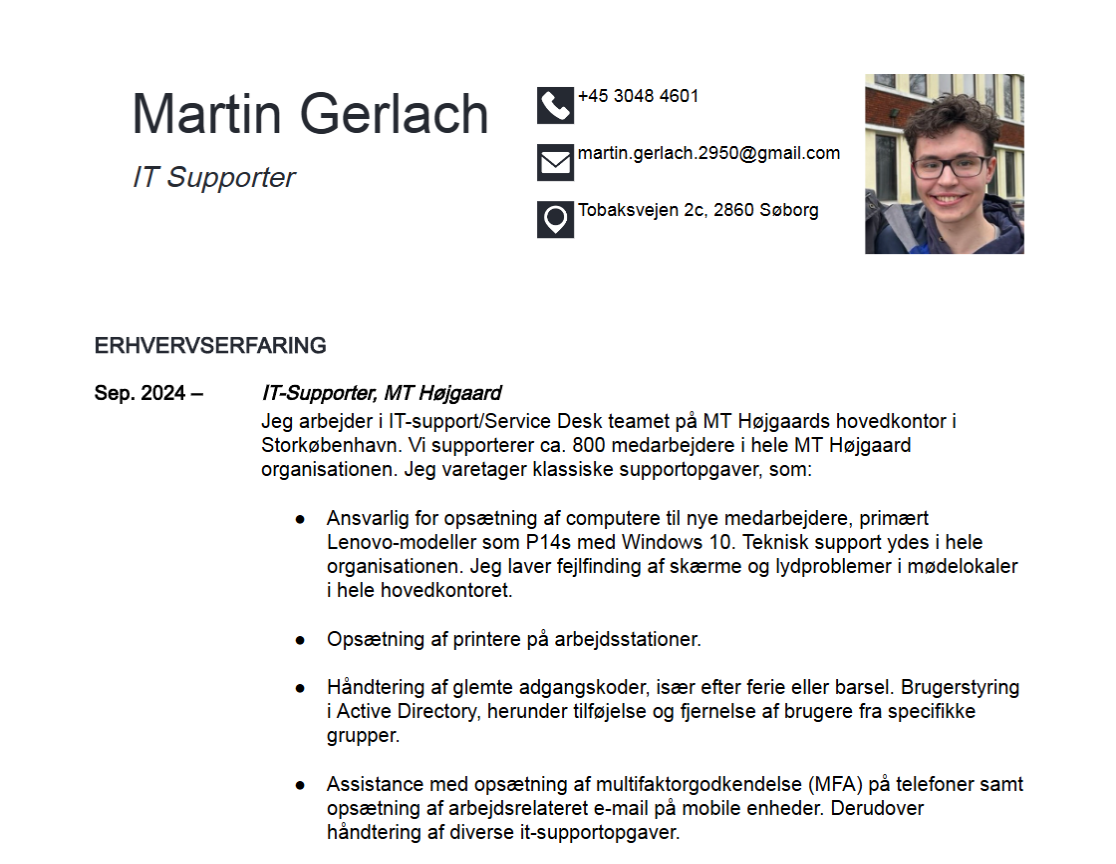 Martin Gerlach
IT Supporter
+45 3048 4601
martin.gerlach.2950@gmail.com
Tobaksvejen 2c, 2860 Søborg
ERHVERVSERFARING
Sep. 2024 – IT-Supporter, MT Højgaard
Jeg arbejder i IT-support/Service Desk teamet på MT Højgaards hovedkontor i
Storkøbenhavn. Vi supporterer ca. 800 medarbejdere i hele MT Højgaard
organisationen. Jeg varetager klassiske supportopgaver, som:
● Ansvarlig for opsætning af computere til nye medarbejdere, primært
Lenovo-modeller som P14s med Windows 10. Teknisk support ydes i hele
organisationen. Jeg laver fejlfinding af skærme og lydproblemer i mødelokaler
i hele hovedkontoret.
● Opsætning af printere på arbejdsstationer.
● Håndtering af glemte adgangskoder, især efter ferie eller barsel. Brugerstyring
i Active Directory, herunder tilføjelse og fjernelse af brugere fra specifikke
grupper.
● Assistance med opsætning af multifaktorgodkendelse (MFA) på telefoner samt
opsætning af arbejdsrelateret e-mail på mobile enheder. Derudover
håndtering af diverse it-supportopgaver.